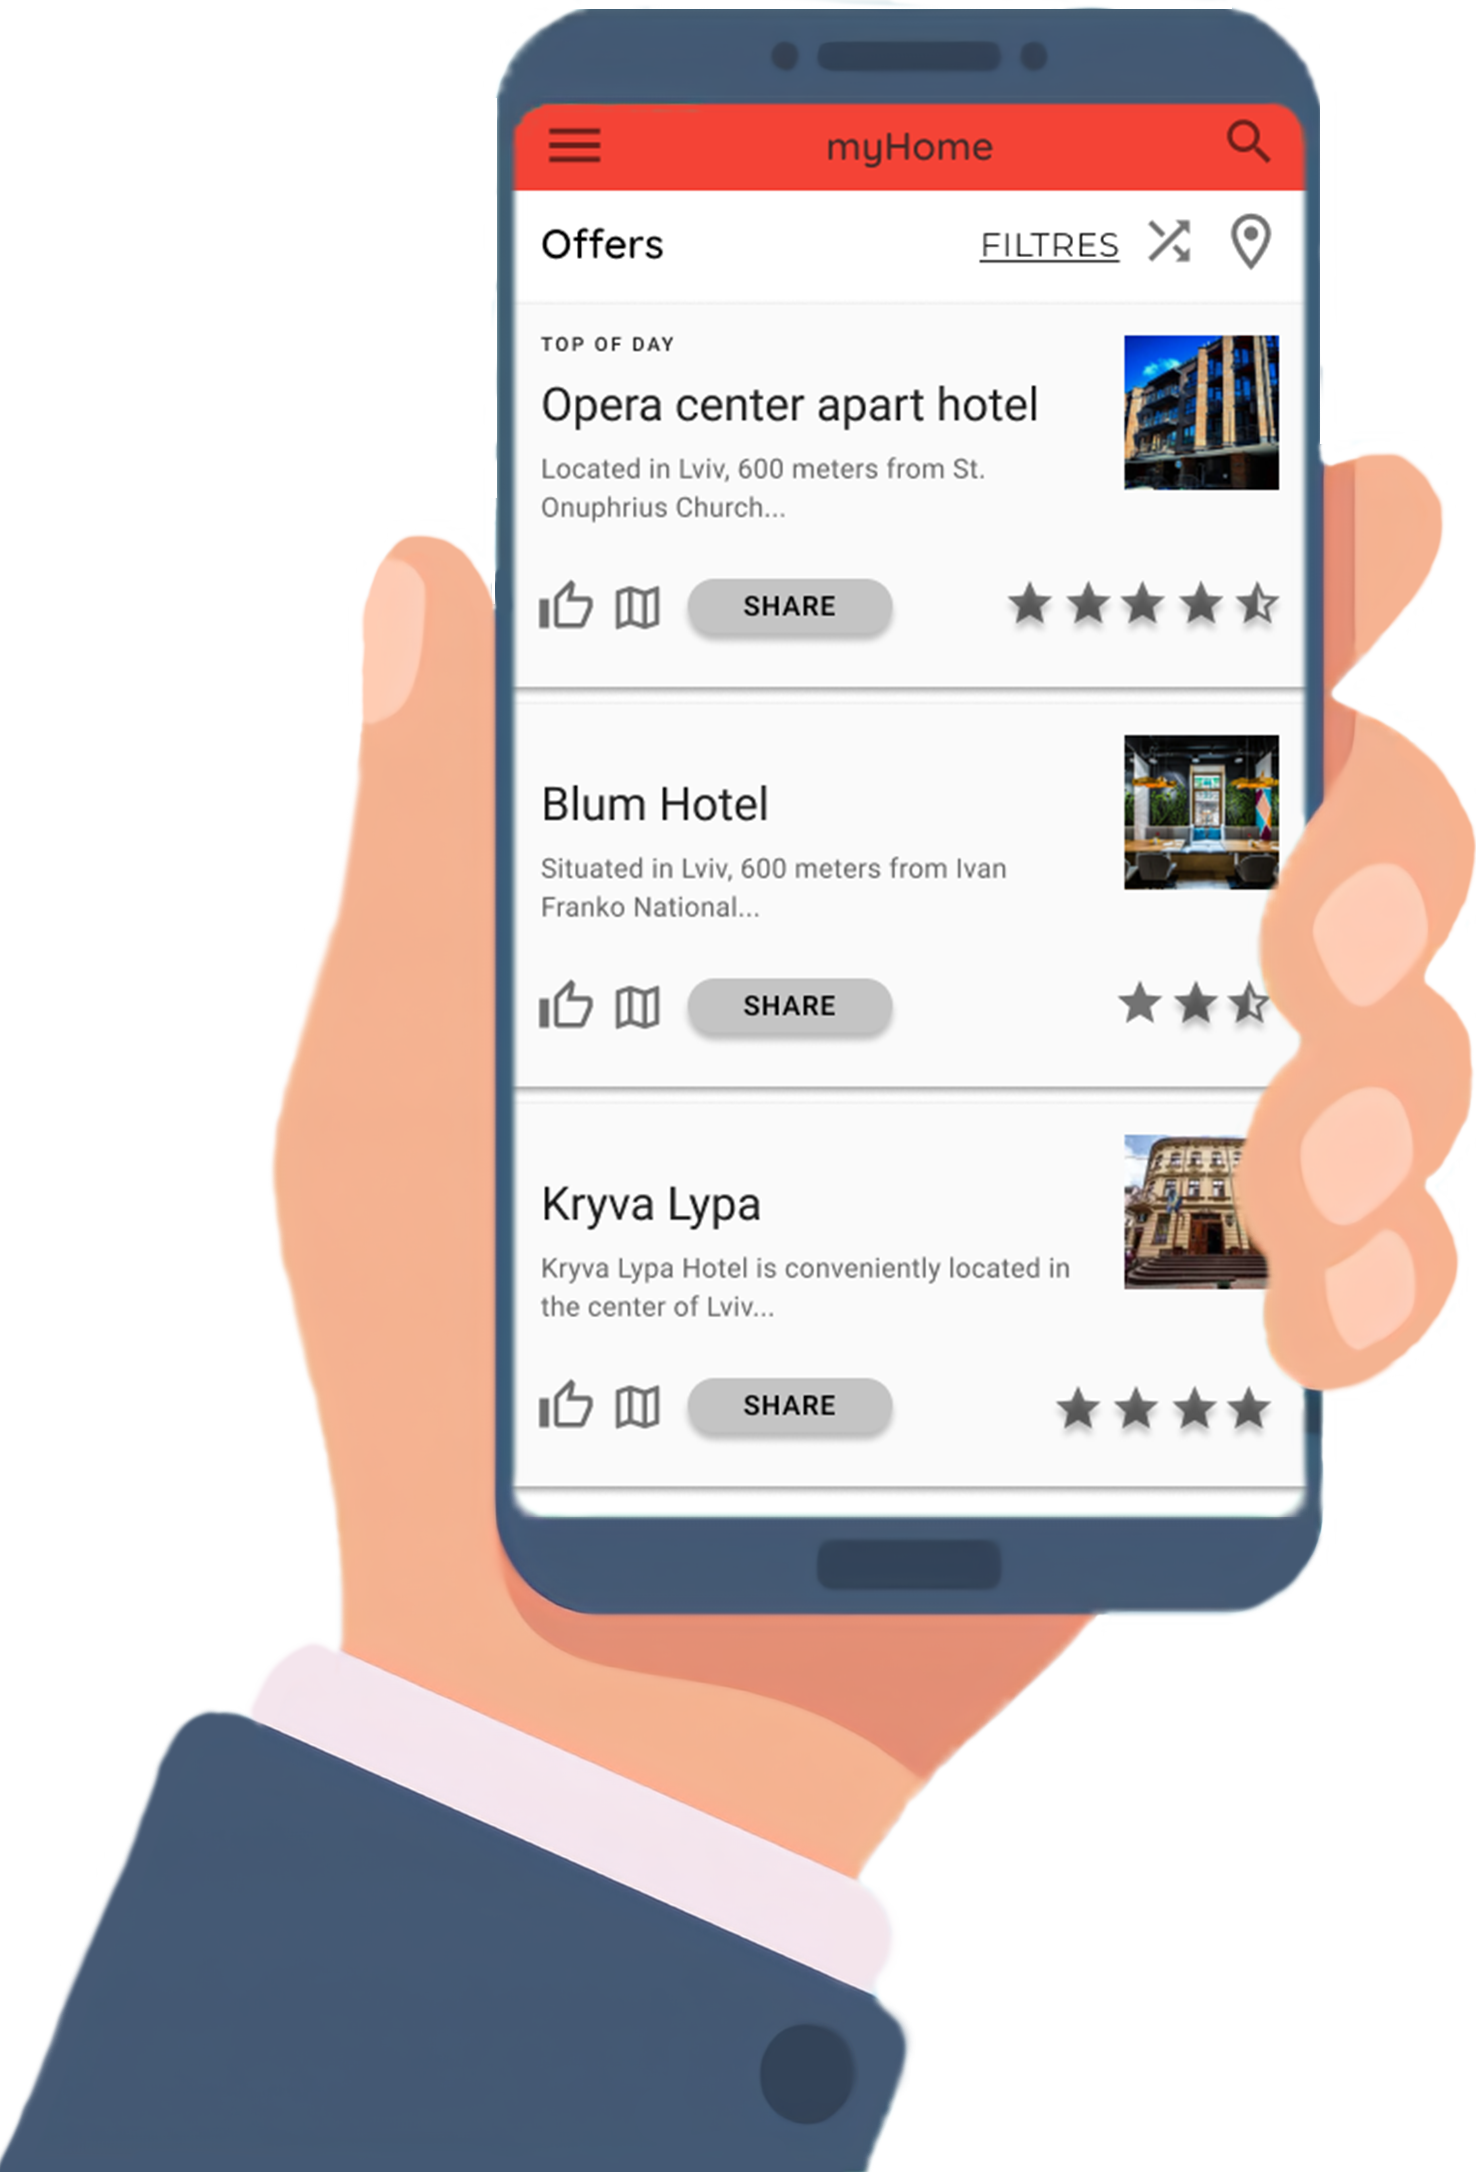 myHome
Offers
FILTRES
TOP OF DAY
Opera center apart hotel
Located in Lviv, 600 meters from St.
Onuphrius Church...
SHARE
Blum Hotel
Situated in Lviv, 600 meters from Ivan
Franko National...
SHARE
Kryva Lypa
Kryva Lypa Hotel is conveniently located in
the center of Lviv...
SHARE